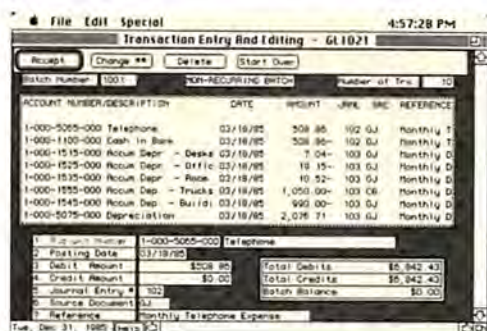 File Edit Special 4:57:28 PM
Transaction Entry And Editing - GL1021
Accept Change ** Delete Start Over
Batch Number 1001 NON-RECURRING BATCH Number of Trx 10
ACCOUNT NUMBER/DESCRIPTION DATE AMOUNT JRNL SRC REFERENCE
1-000-5065-000 Telephone 03/18/85 508.86 102 GJ Monthly T
1-000-1100-000 Cash in Bank 03/18/85 508.86- 102 GJ Monthly T
1-000-1515-000 Accum Depr - Desks 03/18/85 7.04- 103 GJ Monthly D
1-000-1525-000 Accum Depr - Offic 03/18/85 15.15- 103 GJ Monthly D
1-000-1535-000 Accum Depr - 03/18/85 10.52- 103 GJ Monthly D
1-000-1555-000 Accum Dep - Trucks 03/18/85 1,050.00- 103 Monthly D
1-000-1545-000 Accum Dep - Buildi 03/18/85 993.00- 103 GJ Monthly D
1-000-5075-000 Depreciation 03/18/85 2,076.71 103 GJ Monthly D
1 1-000-5065-000 Telephone
2 Posting Date 03/18/85
3 Debit Amount $508.86 Total Debits $5,842.43
4 Credit Amount $0.00 Total Credits $5,842.43
5 Journal Entry # 102 Batch Balance $0.00
6 Source Document GJ
7 Reference Monthly Telephone Expense
Tue, Dec 31, 1985 Help